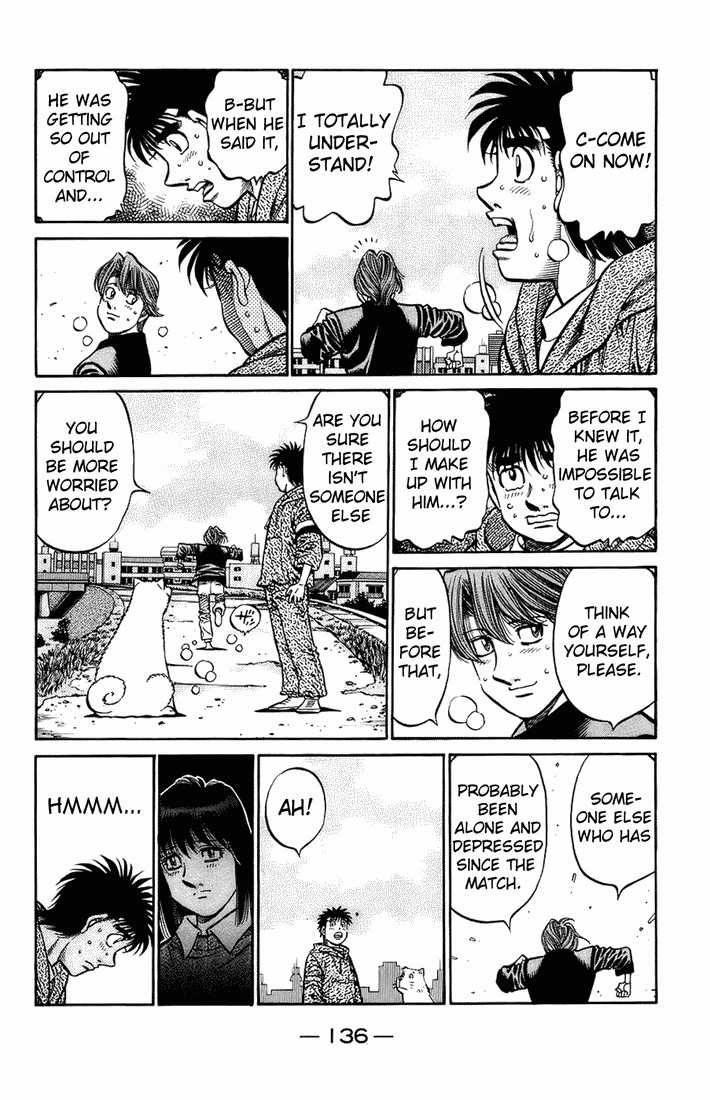 C-COME
ON NOW!
I TOTALLY
UNDER-
STAND!
B-BUT
WHEN HE
SAID IT,
HE WAS
GETTING
SO OUT
OF
CONTROL
AND...
BEFORE I
KNEW IT,
HE WAS
IMPOSSIBLE
TO TALK
TO...
HOW
SHOULD
I MAKE
UP WITH
HIM...?
THINK
OF A WAY
YOURSELF,
PLEASE.
BUT
BE-
FORE
THAT,
ARE YOU
SURE
THERE
ISN'T
SOMEONE
ELSE
YOU
SHOULD
BE MORE
WORRIED
ABOUT?
SOME-
ONE ELSE
WHO HAS
PROBABLY
BEEN
ALONE AND
DEPRESSED
SINCE THE
MATCH.
AH!
HMMM...
— 136 —